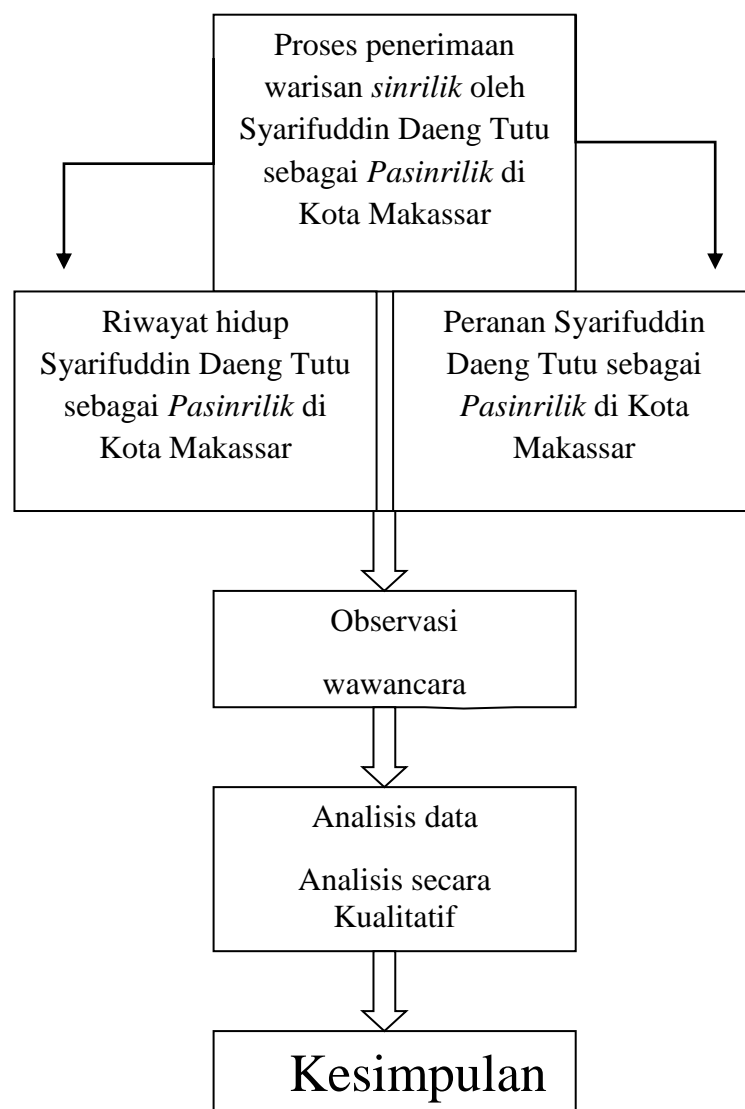 Proses penerimaan
warisan sinrilik oleh
Syarifuddin Daeng Tutu
sebagai Pasinrilik di
Kota Makassar
Riwayat hidup
Syarifuddin Daeng Tutu
sebagai Pasinrilik di
Kota Makassar
Peranan Syarifuddin
Daeng Tutu sebagai
Pasinrilik di Kota
Makassar
Observasi
wawancara
Analisis data
Analisis secara
Kualitatif
Kesimpulan